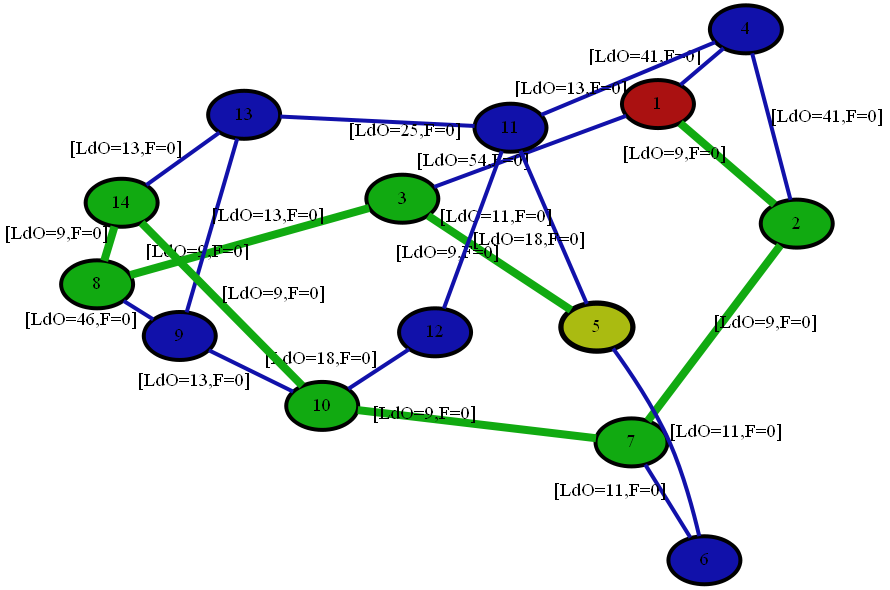 4
[LdO=41,F=0]
[LdO=13,F=0]
1
13
[LdO=41,F=0]
11
[LdO=25,F=0]
[LdO=13,F=0]
[LdO=9,F=0]
[LdO=54,F=0]
3
14
[LdO=13,F=0]
[LdO=11,F=0]
2
[LdO=9,F=0]
[LdO=18,F=0]
[LdO=9,F=0]
[LdO=9,F=0]
8
[LdO=9,F=0]
[LdO=46,F=0]
[LdO=9,F=0]
5
12
9
[LdO=18,F=0]
[LdO=13,F=0]
10
[LdO=9,F=0]
[LdO=11,F=0]
7
[LdO=11,F=0]
6